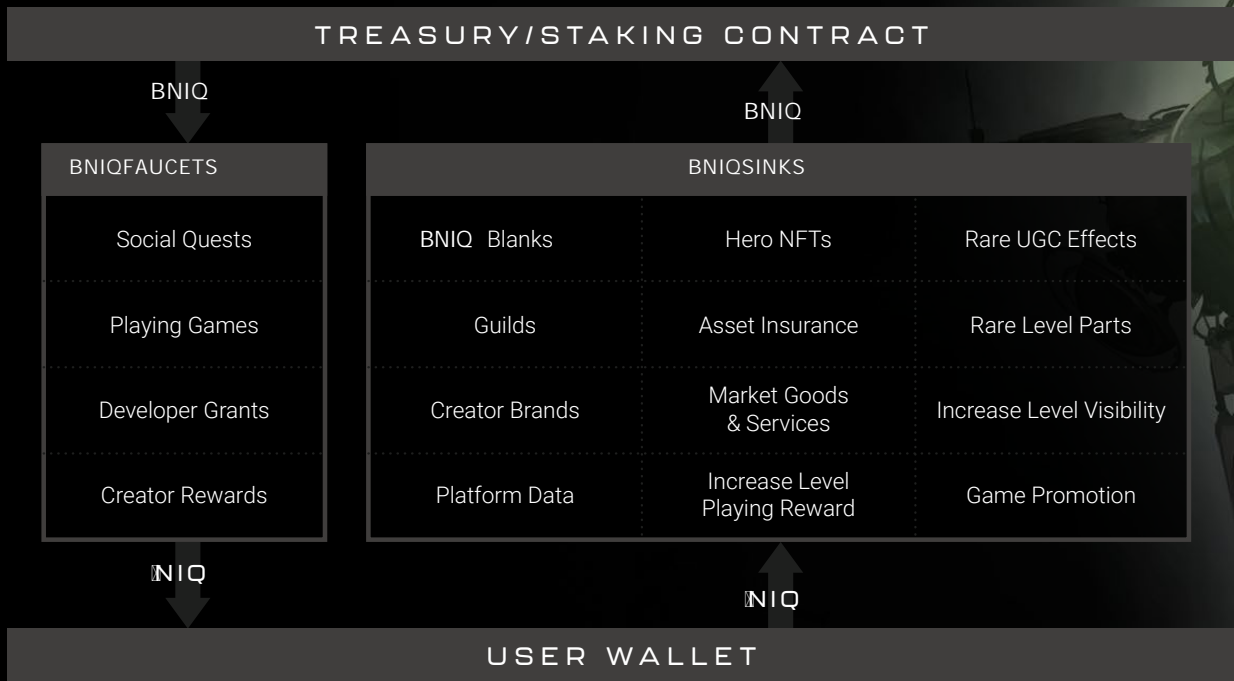 TREASURY/STAKING CONTRACT
BNIQ
BNIQ
BNIQFAUCETS
Social Quests
Playing Games
Developer Grants
Creator Rewards
BNIQSINKS
BNIQ Blanks
Hero NFTs
Rare UGC Effects
Guilds
Asset Insurance
Rare Level Parts
Creator Brands
Market Goods
& Services
Increase Level Visibility
Platform Data
Increase Level
Playing Reward
Game Promotion
NIQ
NIQ
USER WALLET